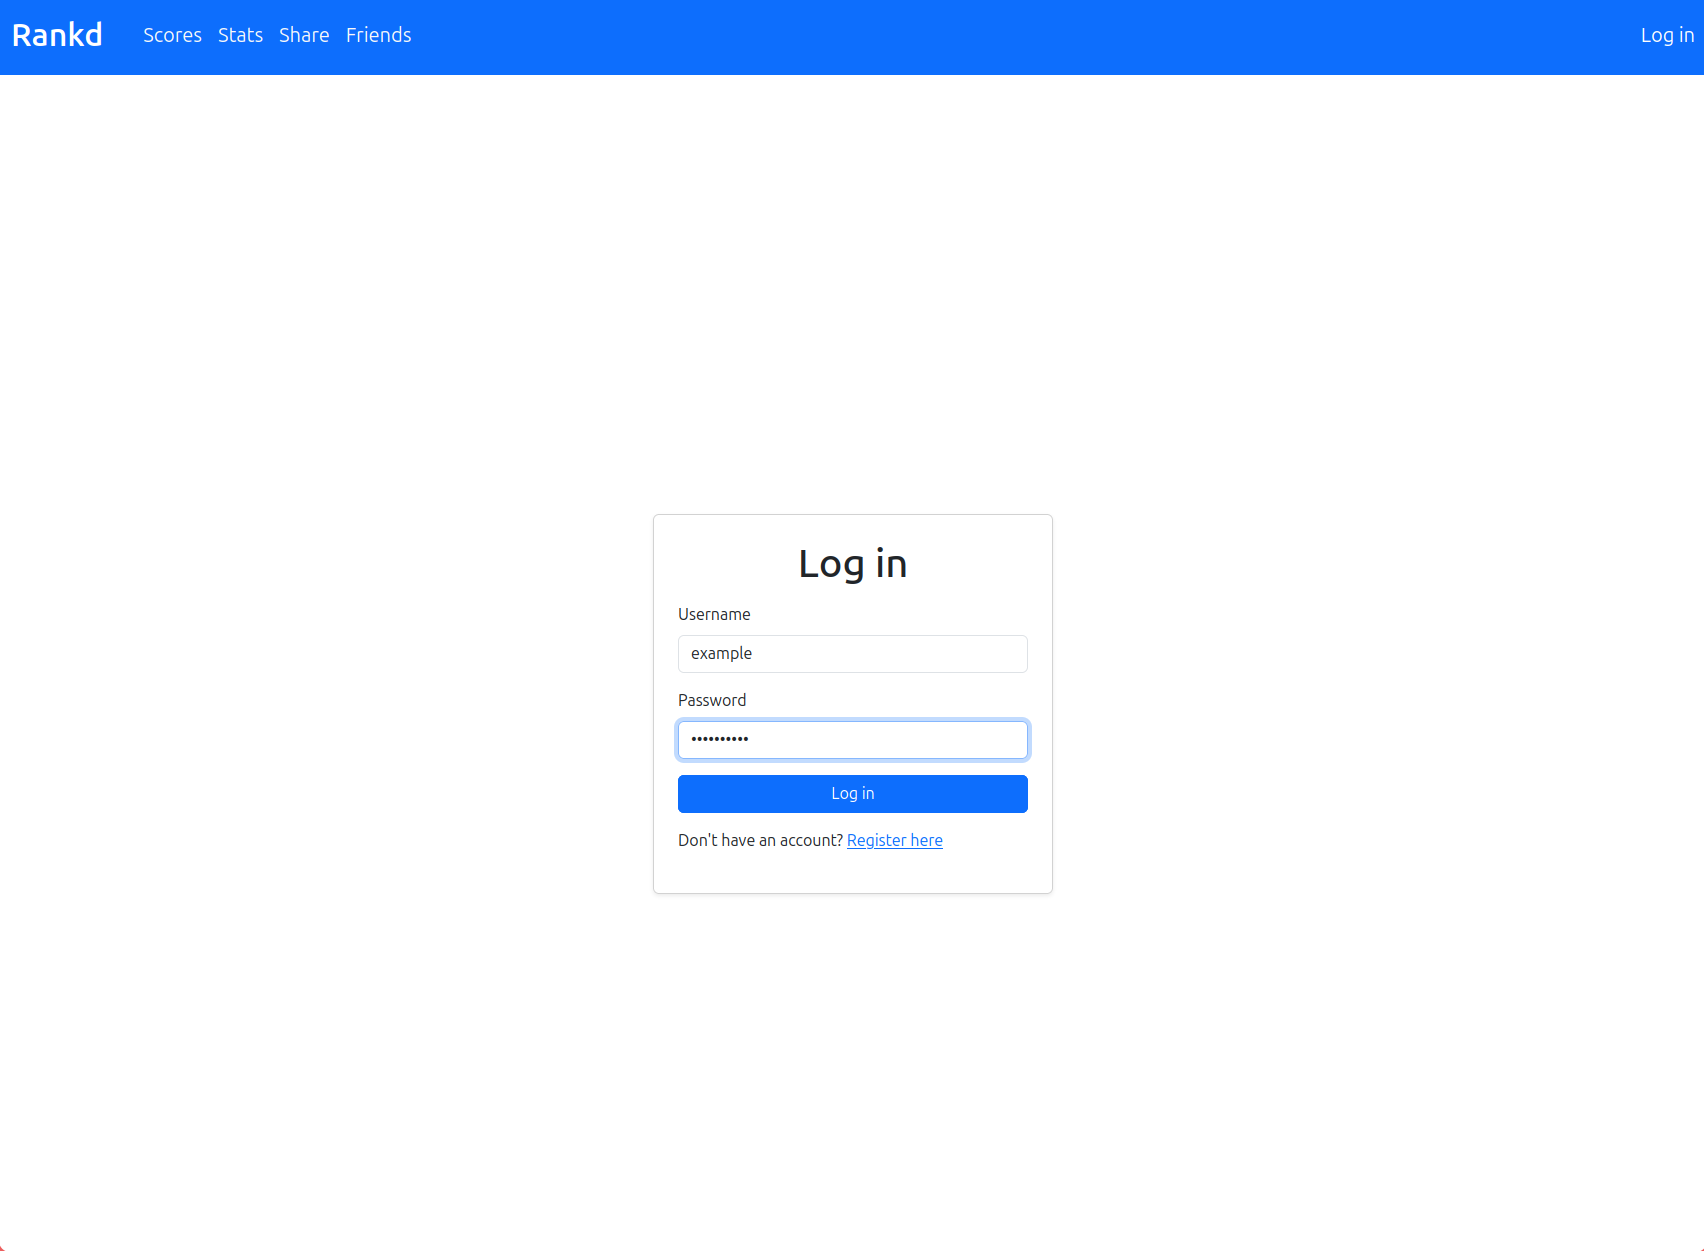 Rankd Scores Stats Share Friends Log in
Log in
Username
example
Password
••••••••••
Log in
Don't have an account? Register here